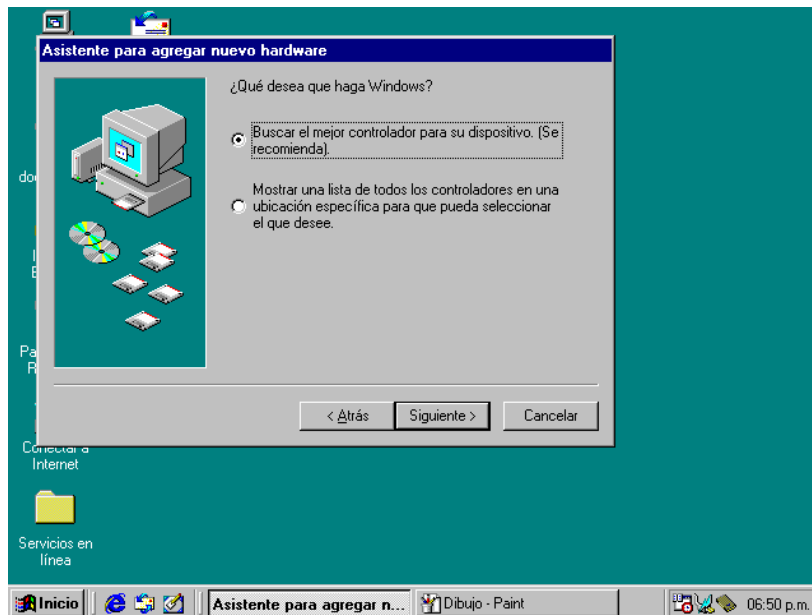 Asistente para agregar nuevo hardware
¿Qué desea que haga Windows?
Buscar el mejor controlador para su dispositivo. (Se
recomienda).
Mostrar una lista de todos los controladores en una
ubicación específica para que pueda seleccionar
el que desee.
< Atrás
Siguiente >
Cancelar
Conectar a
Internet
Servicios en
línea
Inicio
Asistente para agregar n...
Dibujo - Paint
06:50 p.m.